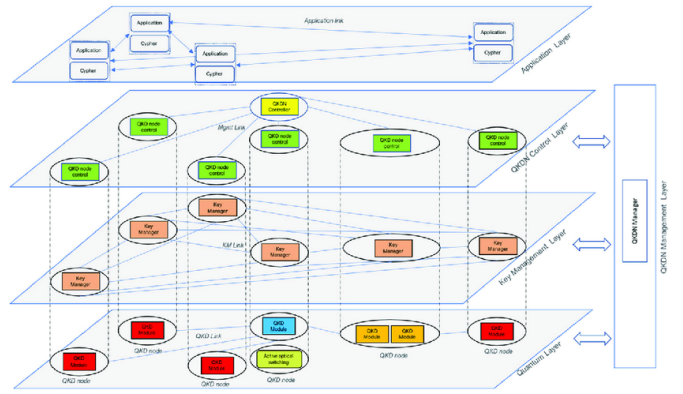 Application
Application link
Application
Cypher
Application
Cypher
Application
Cypher
Application
Cypher
Application Layer
QKDN
Controller
QKD node
control
Mgmt Link
QKD node
control
QKD node
control
QKD node
control
QKD node
control
QKD node
control
QKDN Control Layer
Key
Manager
Key
Manager
KM Link
Key
Manager
Key
Manager
Key
Manager
Key
Manager
Key Management Layer
QKDN Manager
QKDN Management Layer
QKD
Module
QKD node
QKD Link
QKD
Module
QKD
Module
QKD
Module
QKD node
QKD
Module
QKD node
QKD
Module
QKD node
QKD
Module
QKD node
Active optical
switching
QKD node
Quantum Layer